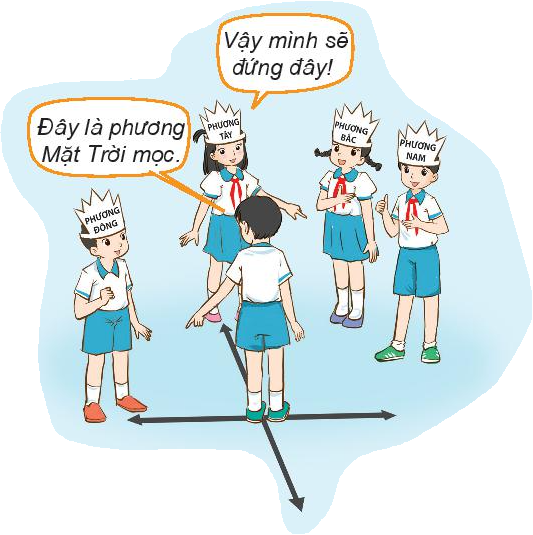 Vậy mình sẽ
đứng đây!
Đây là phương
Mặt Trời mọc.
PHƯƠNG
TÂY
PHƯƠNG
BẮC
PHƯƠNG
NAM
PHƯƠNG
ĐÔNG